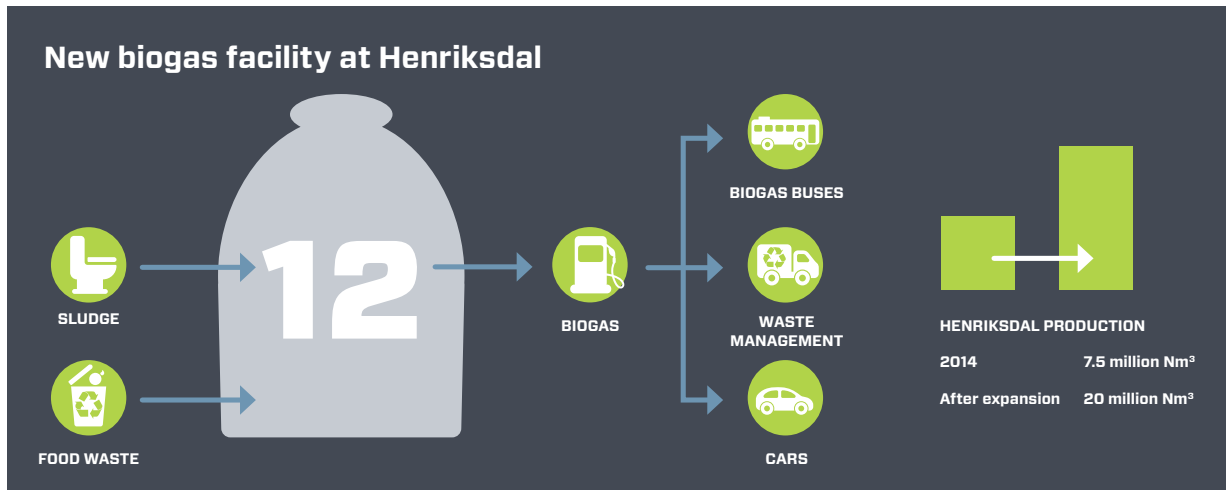 New biogas facility at Henriksdal
12
SLUDGE
FOOD WASTE
BIOGAS
BIOGAS BUSES
WASTE
MANAGEMENT
CARS
HENRIKSDAL PRODUCTION
2014 7.5 million Nm³
After expansion 20 million Nm³